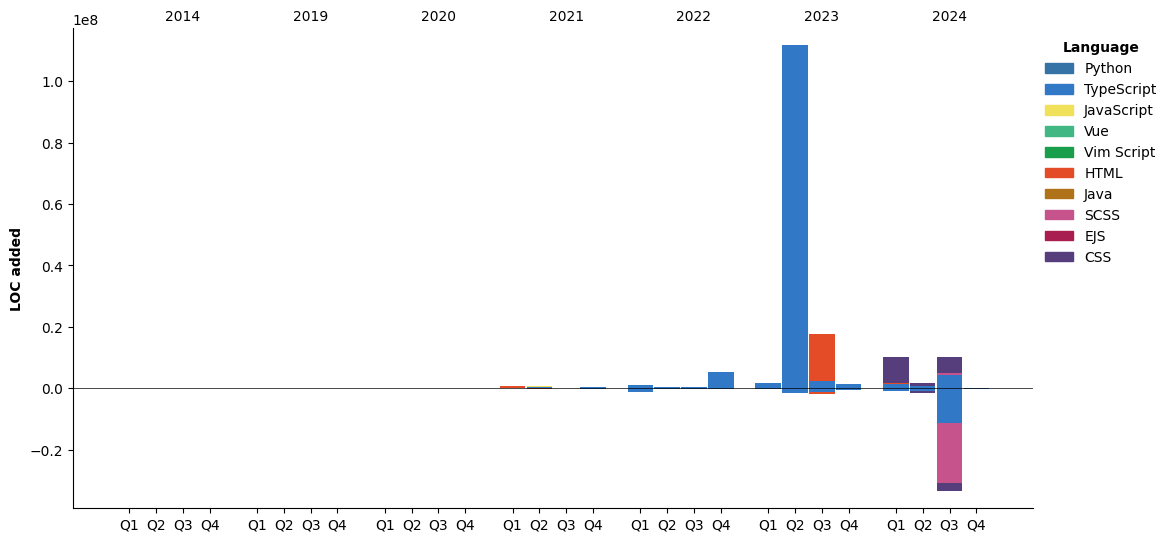 1e8
2014 2019 2020 2021 2022 2023 2024
Language
Python
TypeScript
JavaScript
Vue
Vim Script
HTML
Java
SCSS
EJS
CSS
LOC added
1.0
0.8
0.6
0.4
0.2
0.0
−0.2
Q1 Q2 Q3 Q4 Q1 Q2 Q3 Q4 Q1 Q2 Q3 Q4 Q1 Q2 Q3 Q4 Q1 Q2 Q3 Q4 Q1 Q2 Q3 Q4 Q1 Q2 Q3 Q4